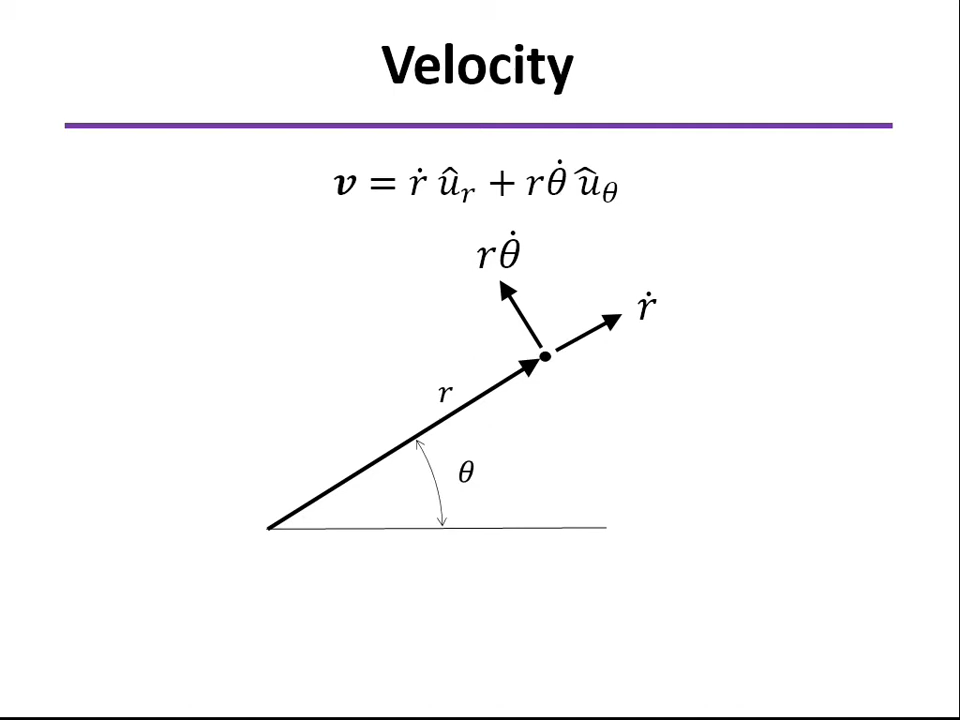 Velocity
𝒗 = ṙ û_r + rθ̇ û_θ
rθ̇
ṙ
r
θ